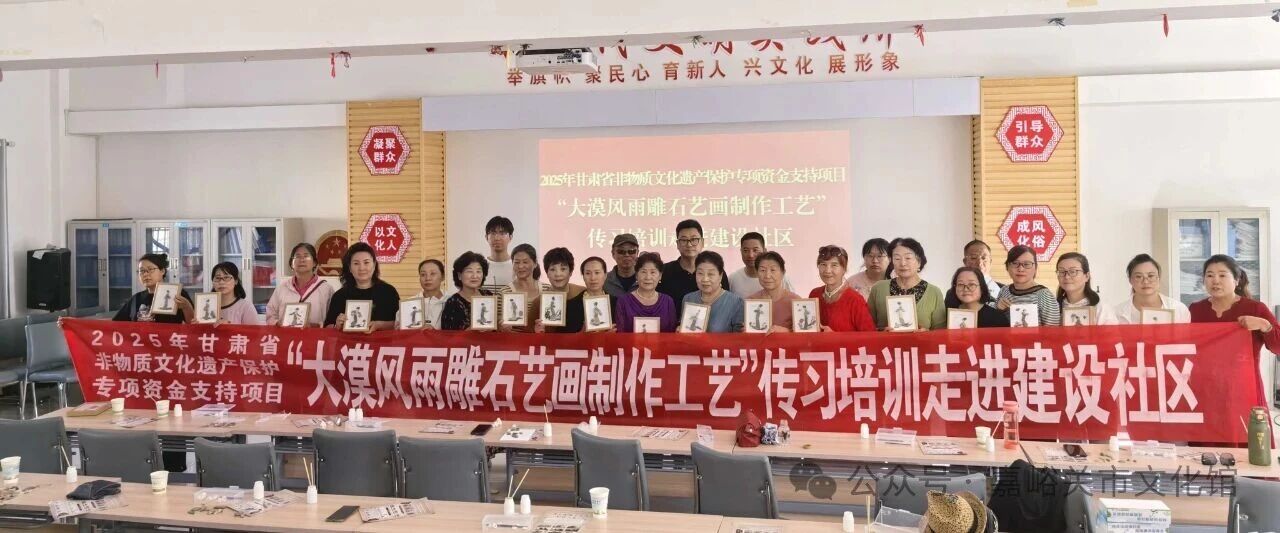 举旗帜 聚民心 育新人 兴文化 展形象
凝聚
群众
以文
化人
引导
群众
成风
化俗
2025年甘肃省非物质文化遗产保护专项资金支持项目
“大漠风雨雕石艺画制作工艺”
传习培训走进建设社区
2025年甘肃省
非物质文化遗产保护
专项资金支持项目
“大漠风雨雕石艺画制作工艺”传习培训走进建设社区
公众号·嘉峪关市文化馆